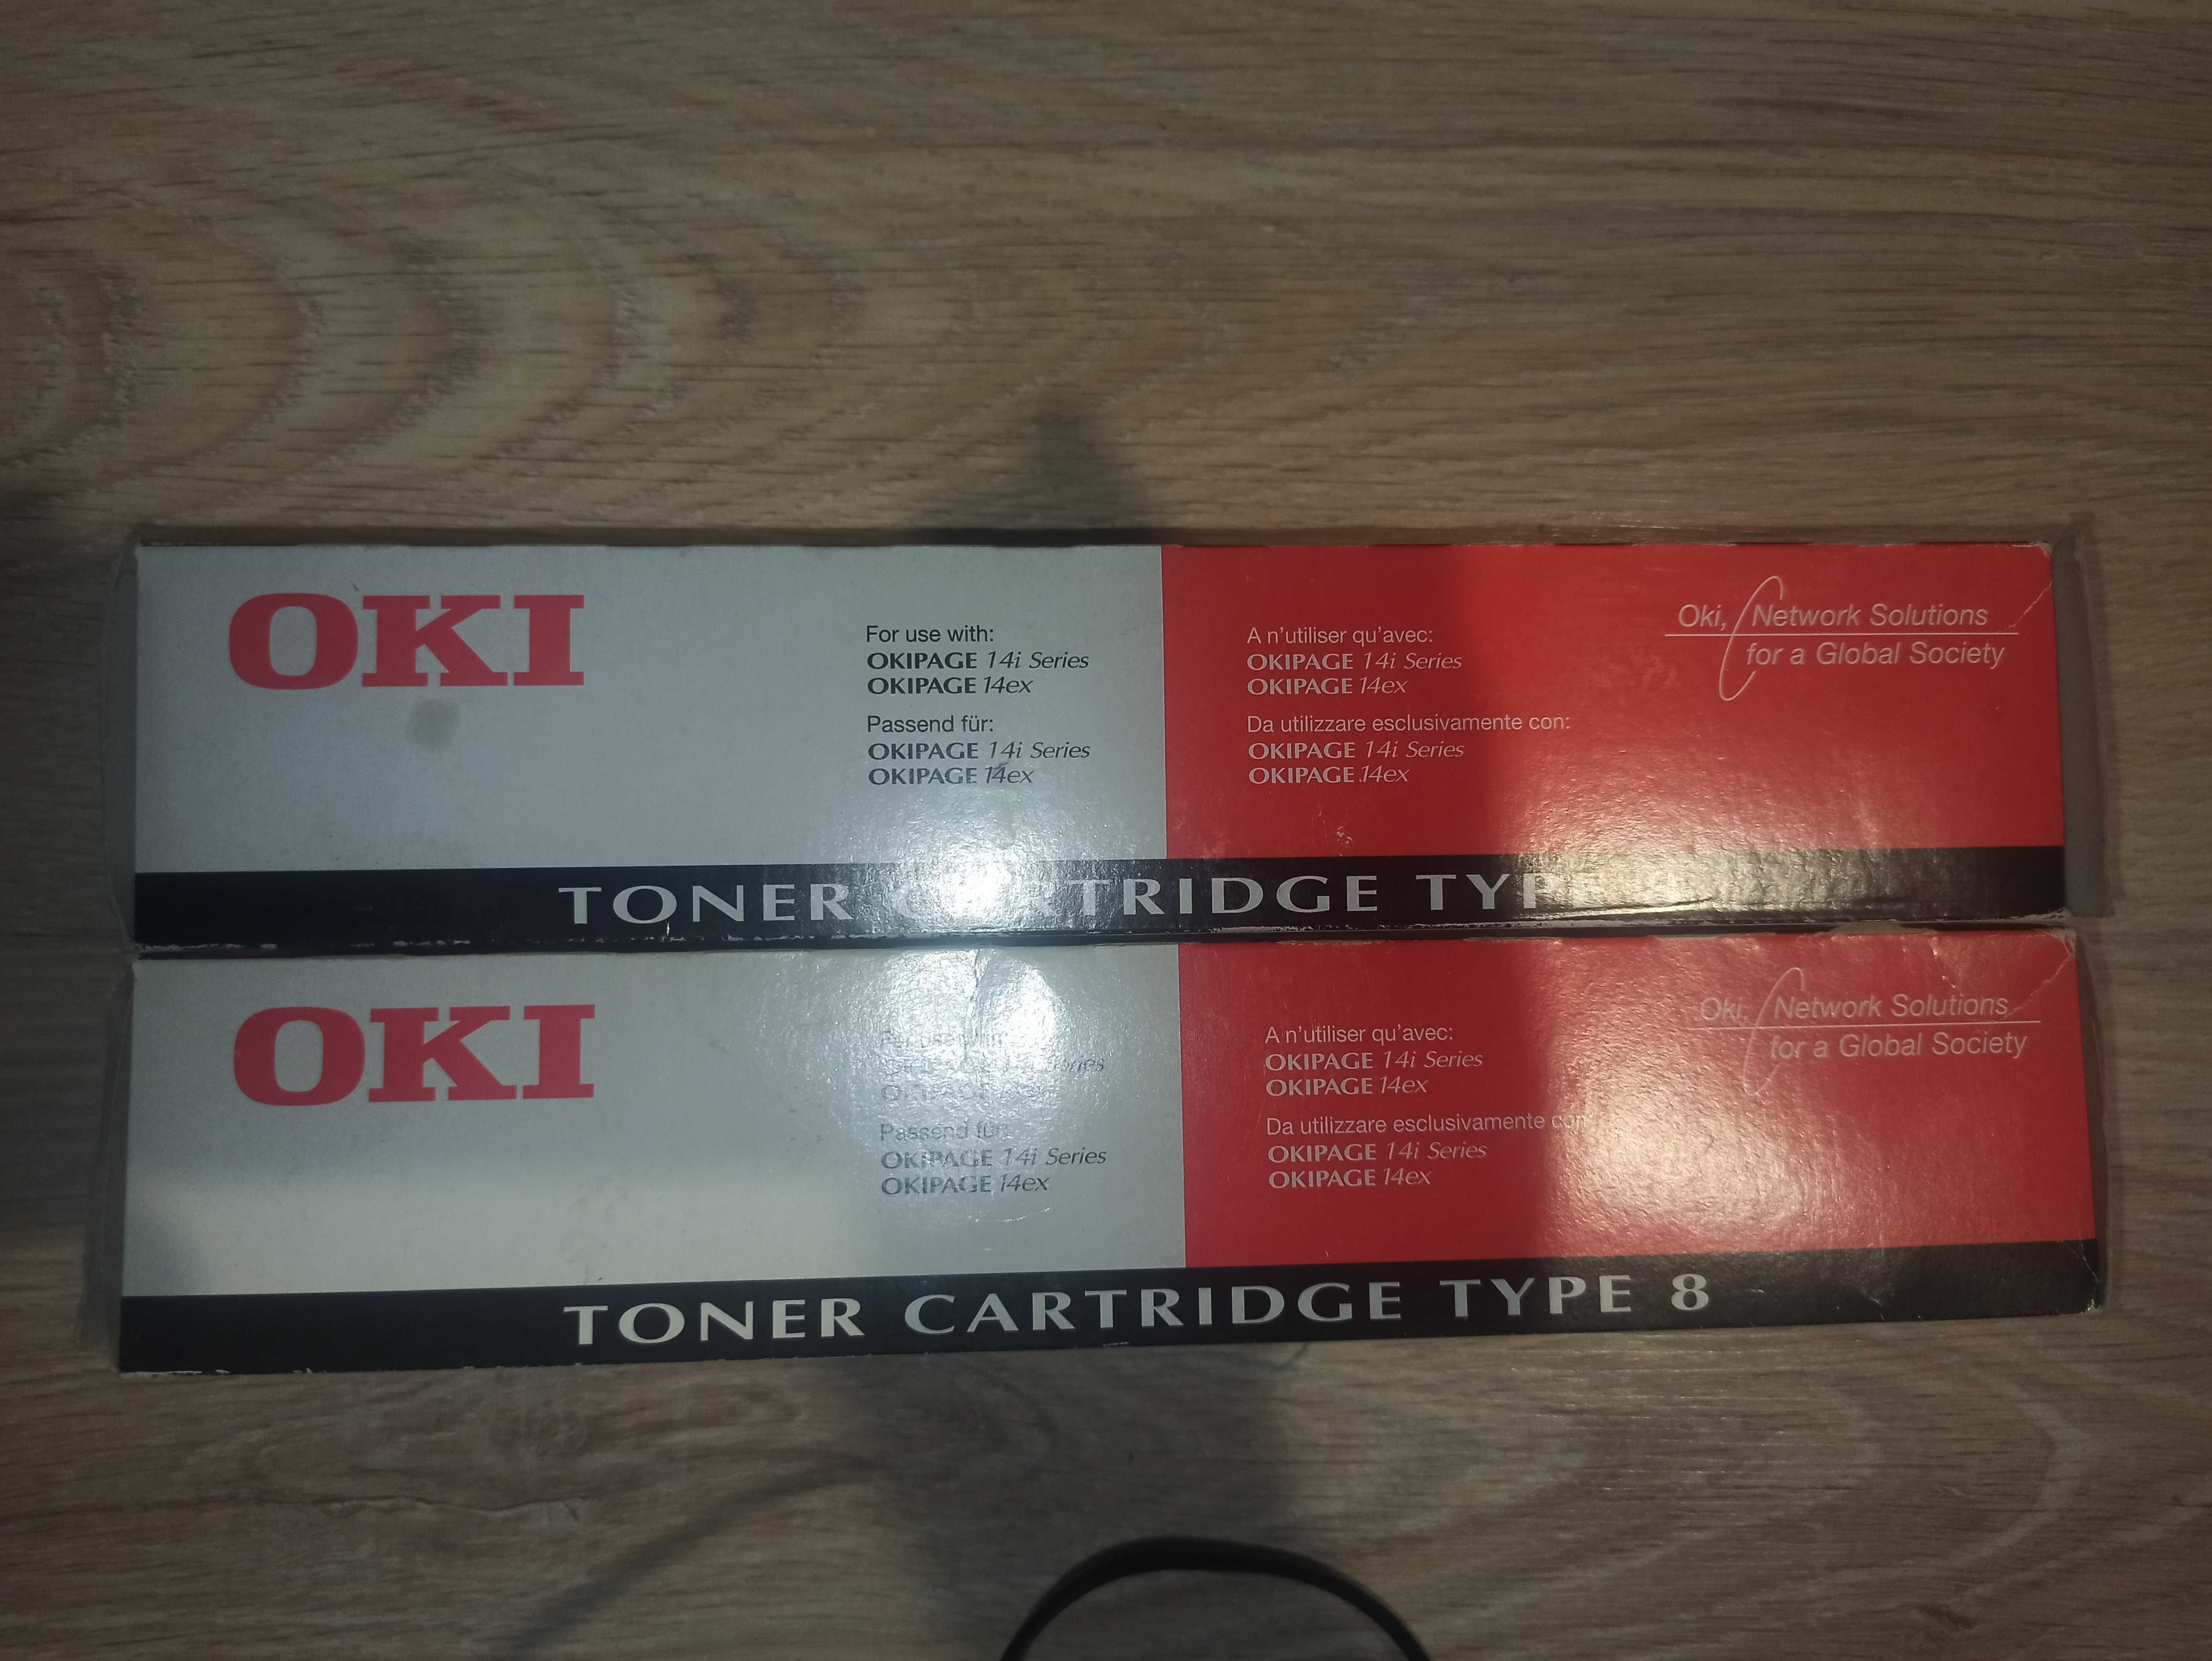 OKI
For use with:
OKIPAGE 14i Series
OKIPAGE 14ex
Passend für:
OKIPAGE 14i Series
OKIPAGE 14ex
A n'utiliser qu'avec:
OKIPAGE 14i Series
OKIPAGE 14ex
Da utilizzare esclusivamente con:
OKIPAGE 14i Series
OKIPAGE 14ex
Oki, Network Solutions
for a Global Society
TONER CARTRIDGE TYPE
OKI
Passend für:
OKIPAGE 14i Series
OKIPAGE 14ex
A n'utiliser qu'avec:
OKIPAGE 14i Series
OKIPAGE 14ex
Da utilizzare esclusivamente con
OKIPAGE 14i Series
OKIPAGE 14ex
Oki, Network Solutions
for a Global Society
TONER CARTRIDGE TYPE 8